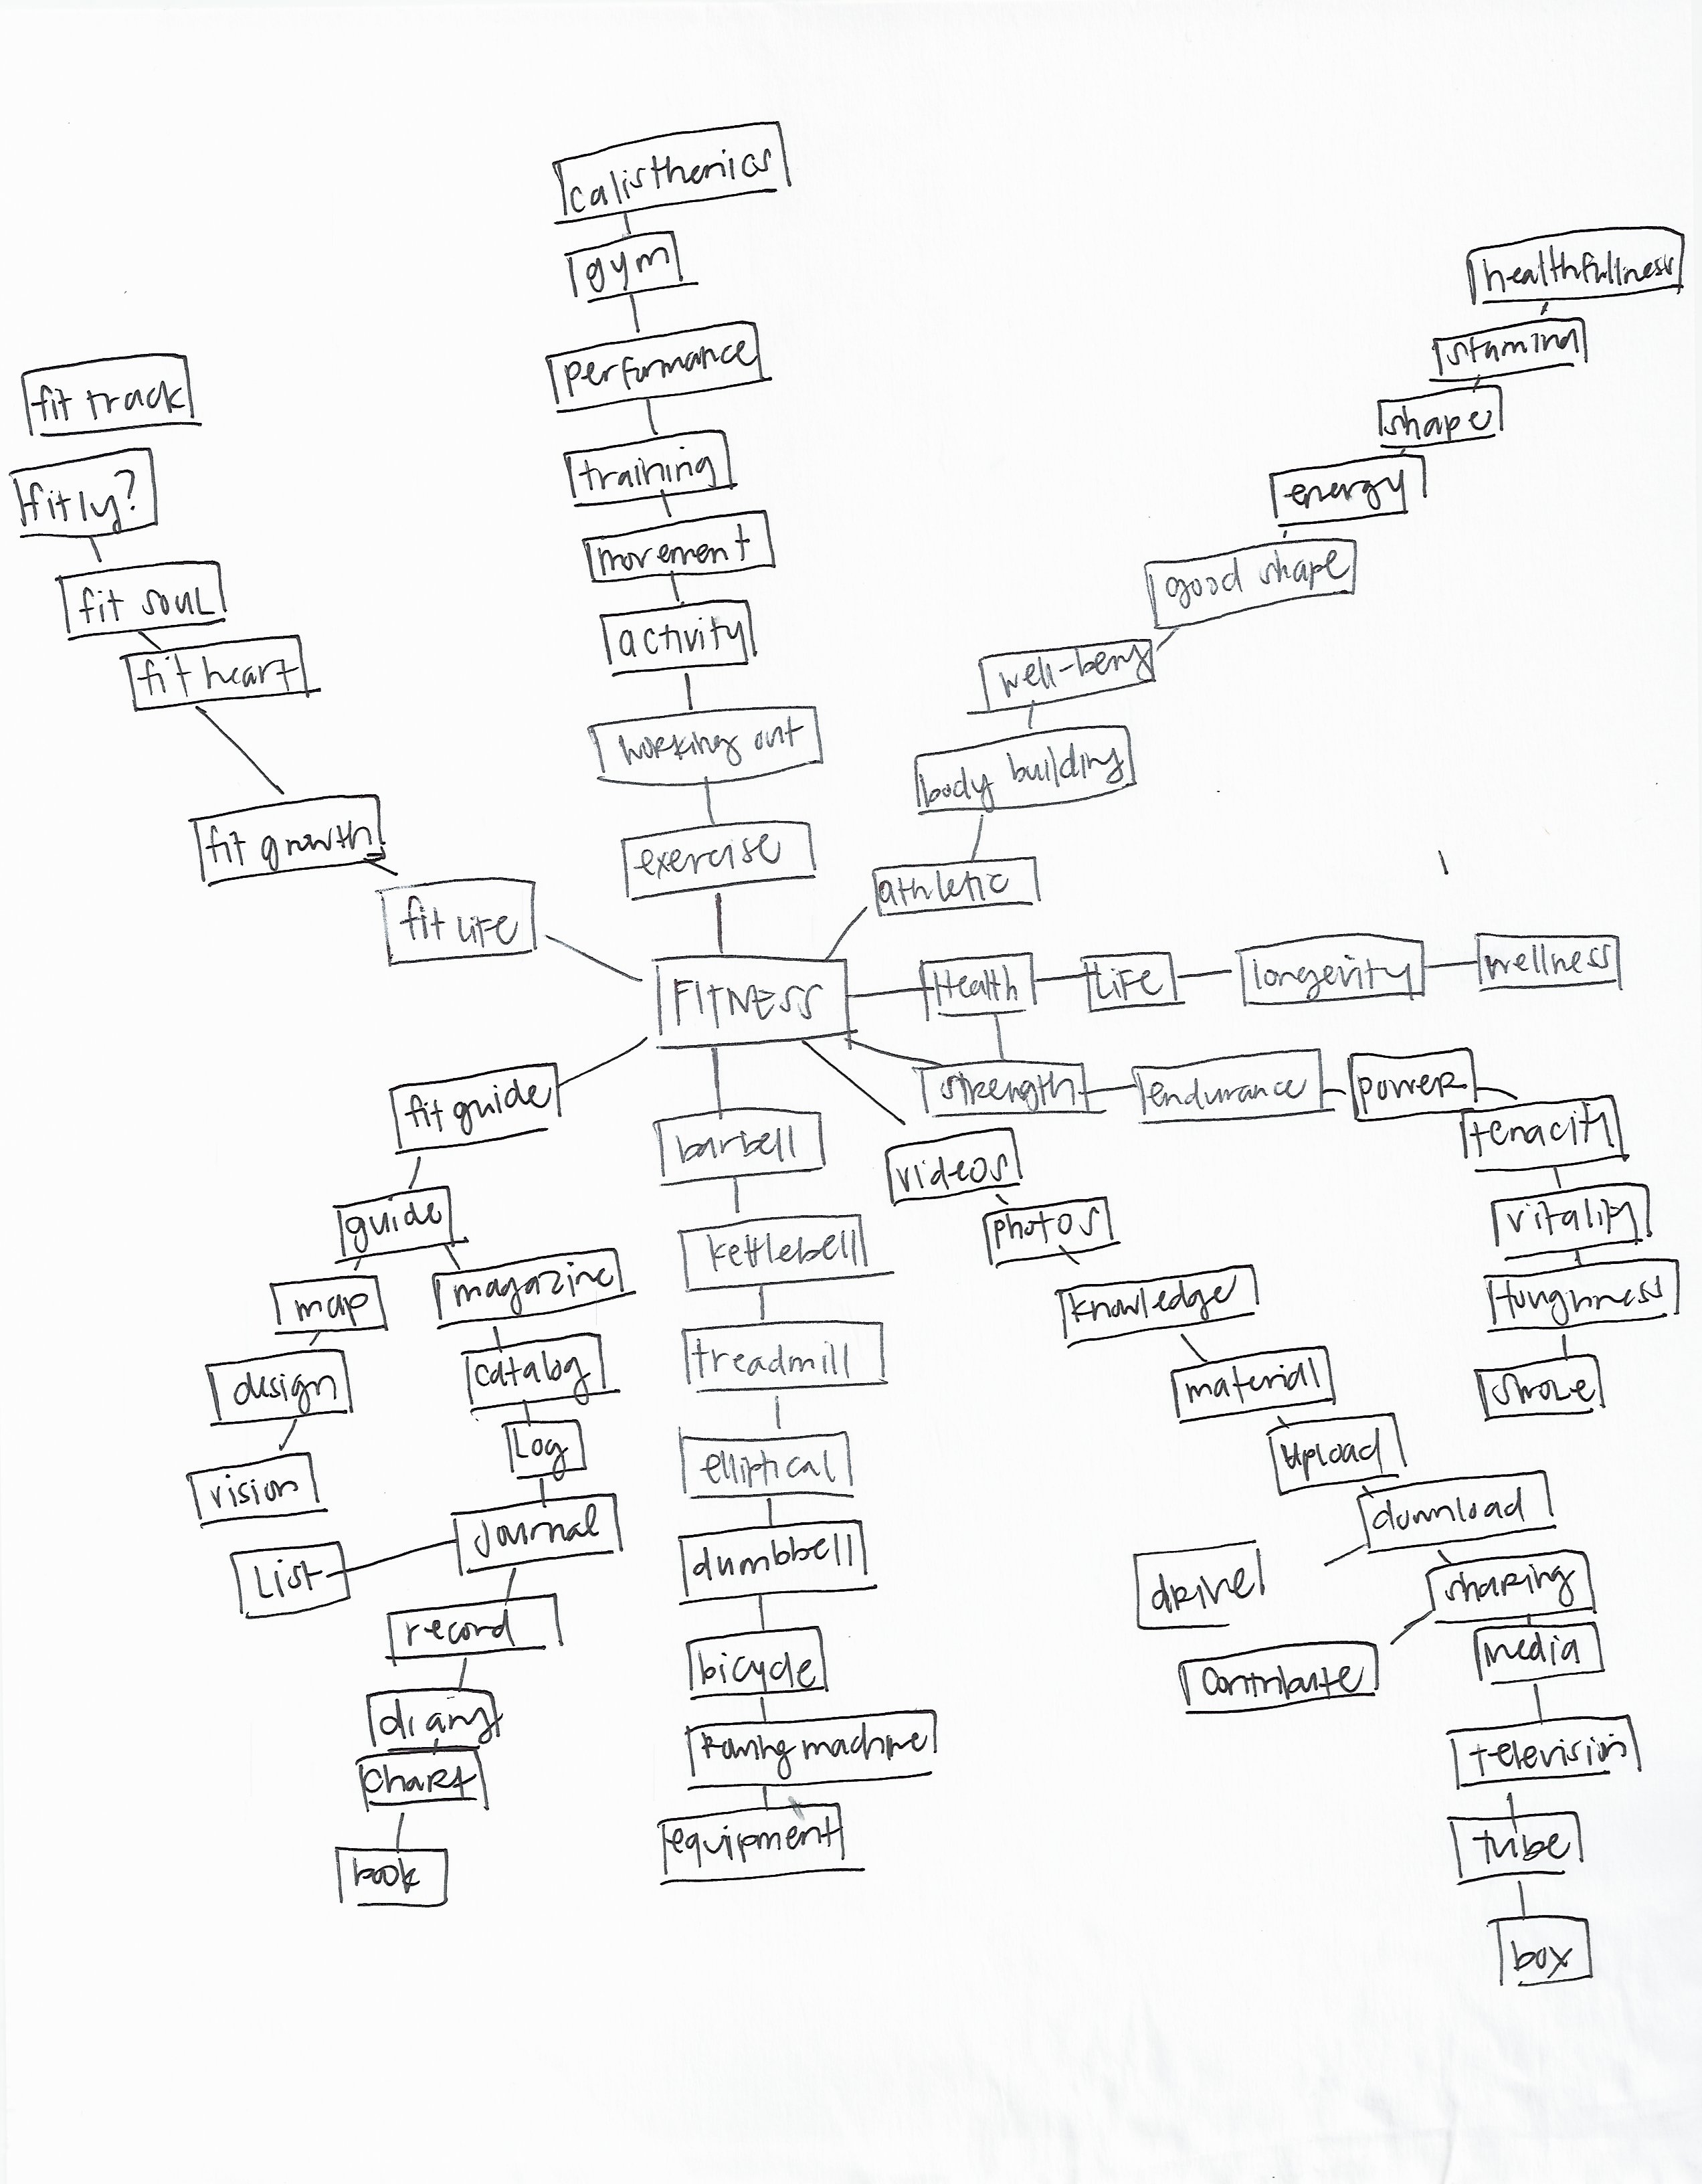 calisthenics
gym
healthfullness
performance
stamina
fit track
shape
training
fitly?
energy
movement
good shape
fit soul
activity
fit heart
well-being
working out
body building
fit growth
exercise
athletic
fit life
FITNESS
Health
LIFE
longevity
wellness
strength
endurance
power
fit guide
barbell
videos
tenacity
guide
photos
vitality
kettlebell
map
magazine
knowledge
toughness
design
catalog
treadmill
material
Log
elliptical
upload
vision
Journal
download
List
dumbbell
drive
sharing
record
bicycle
contribute
media
diary
Rowing machine
television
chart
equipment
tube
book
box